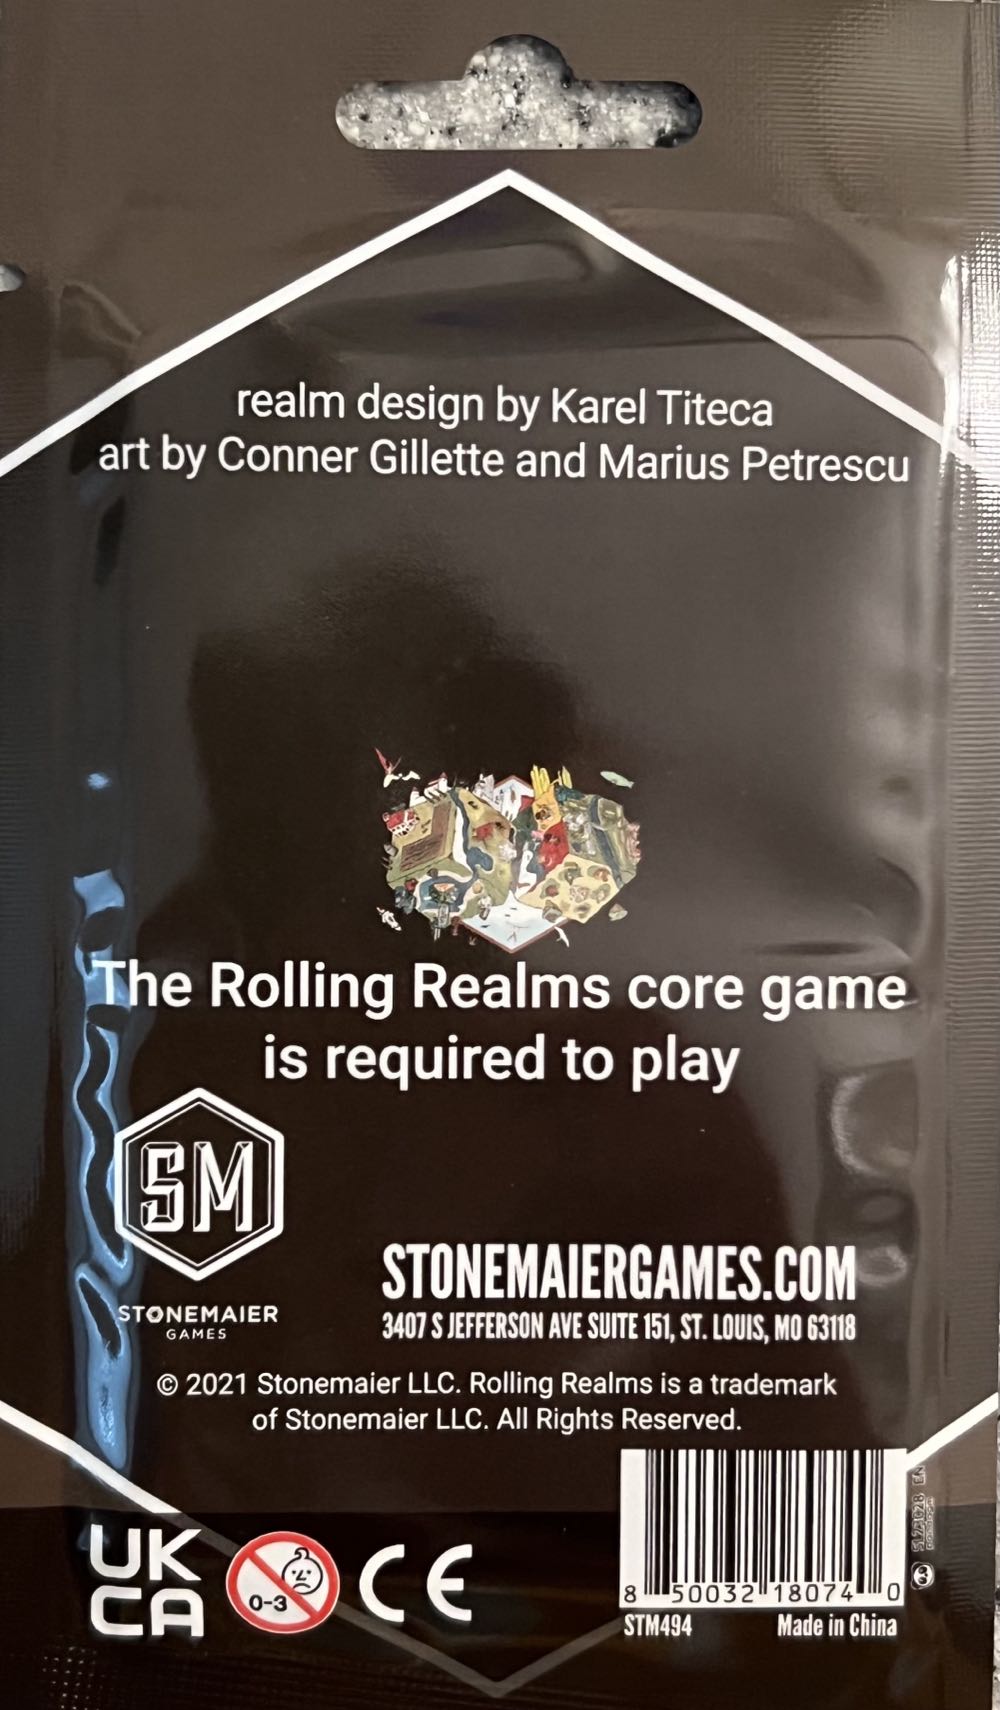 realm design by Karel Titeca
art by Conner Gillette and Marius Petrescu
The Rolling Realms core game
is required to play
SM
STONEMAIER
GAMES
STONEMAIERGAMES.COM
3407 S JEFFERSON AVE SUITE 151, ST. LOUIS, MO 63118
© 2021 Stonemaier LLC. Rolling Realms is a trademark
of Stonemaier LLC. All Rights Reserved.
UK
CA
0-3
CE
8 50032 18074 0
STM494 Made in China